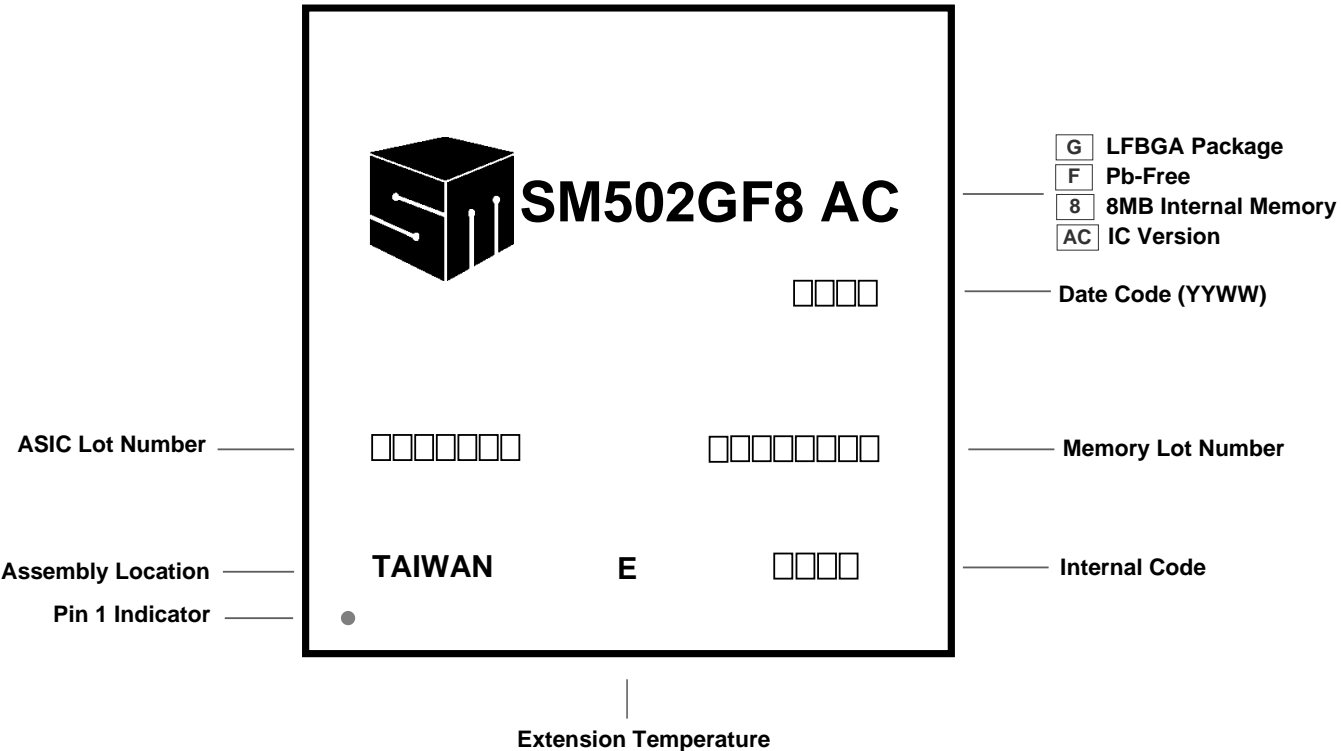 SM502GF8 AC
G LFBGA Package
F Pb-Free
8 8MB Internal Memory
AC IC Version
Date Code (YYWW)
ASIC Lot Number
Memory Lot Number
Assembly Location
TAIWAN E
Internal Code
Pin 1 Indicator
Extension Temperature